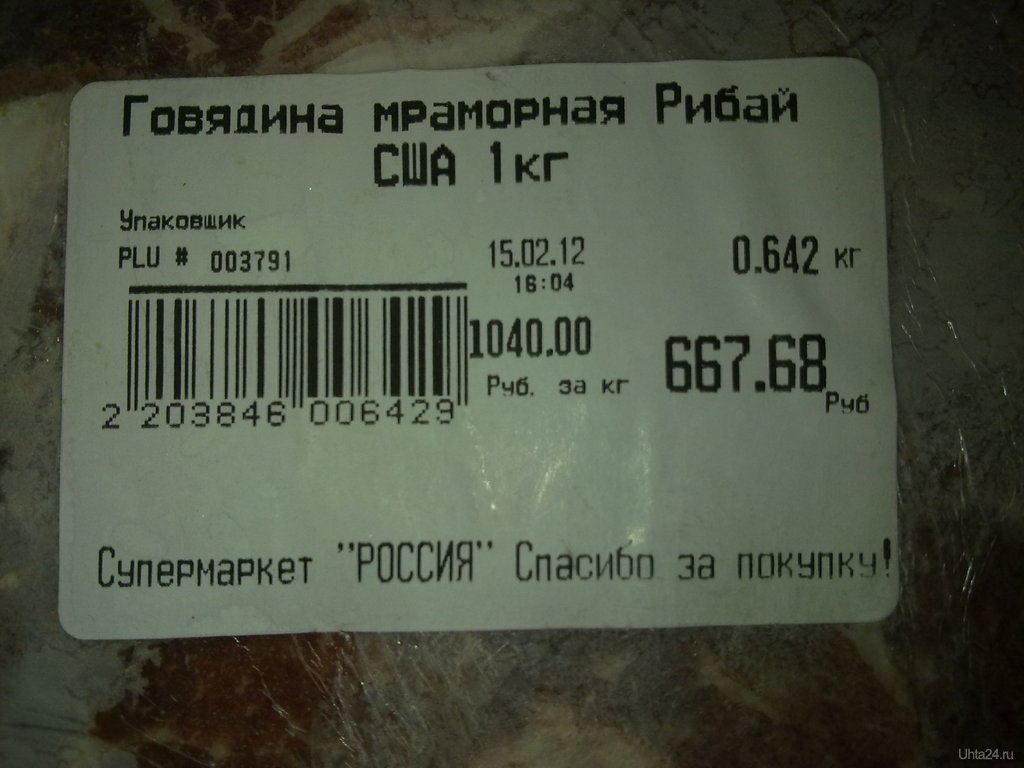 Говядина мраморная Рибай
США 1кг
Упаковщик
PLU # 003791
15.02.12
16:04
0.642 кг
1040.00
Руб. за кг
667.68
Руб
2 203846 006429
Супермаркет "РОССИЯ" Спасибо за покупку!
Uhta24.ru